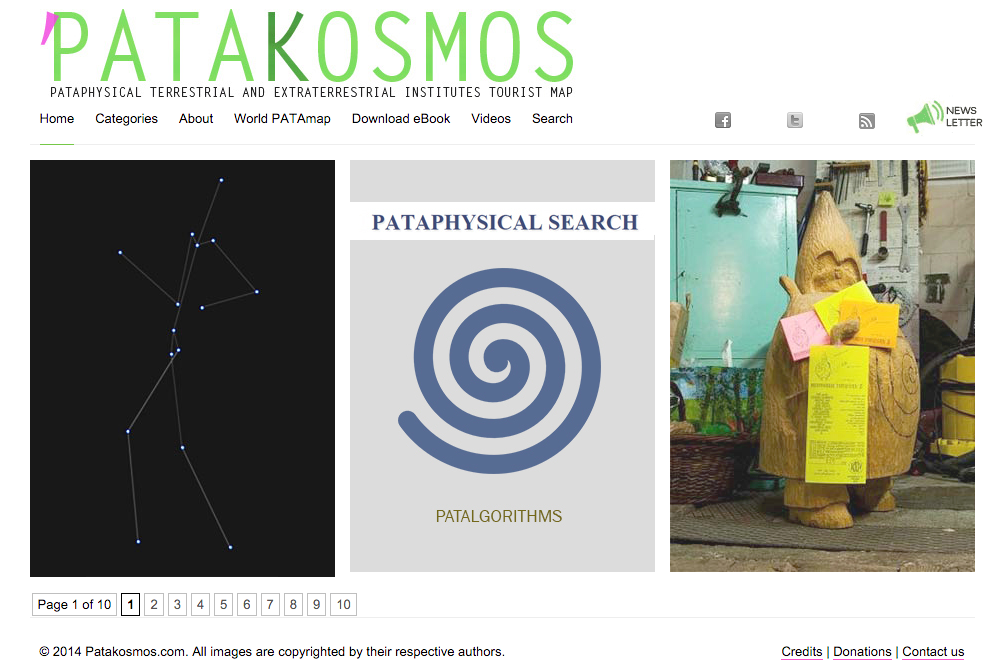 'PATAKOSMOS
PATAPHYSICAL TERRESTRIAL AND EXTRATERRESTRIAL INSTITUTES TOURIST MAP
Home Categories About World PATAmap Download eBook Videos Search
NEWS
LETTER
PATAPHYSICAL SEARCH
PATALGORITHMS
Page 1 of 10 1 2 3 4 5 6 7 8 9 10
© 2014 Patakosmos.com. All images are copyrighted by their respective authors.
Credits | Donations | Contact us